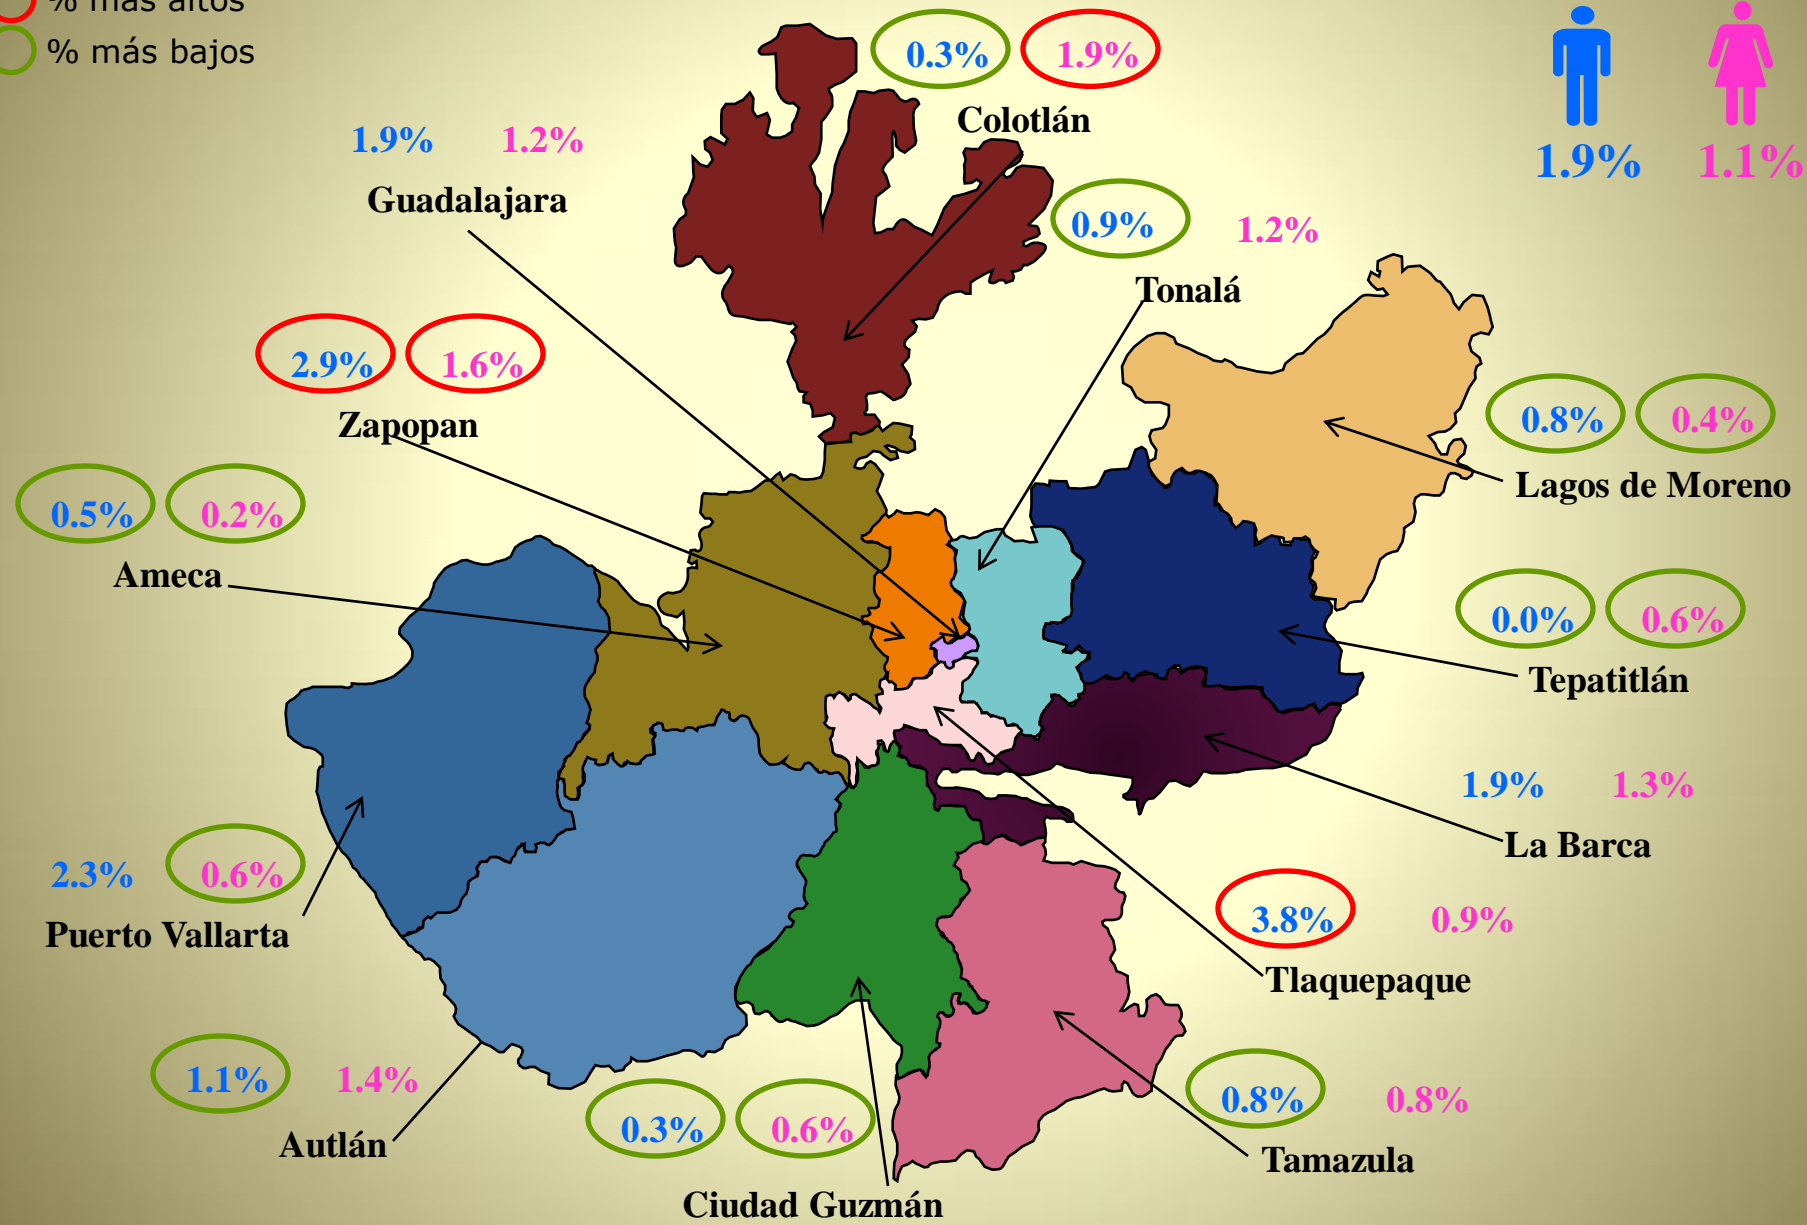 % más altos
% más bajos
0.3% 1.9%
Colotlán
1.9% 1.1%
1.9% 1.2%
Guadalajara
0.9% 1.2%
Tonalá
2.9% 1.6%
Zapopan
0.8% 0.4%
Lagos de Moreno
0.5% 0.2%
Ameca
0.0% 0.6%
Tepatitlán
1.9% 1.3%
La Barca
2.3% 0.6%
Puerto Vallarta
3.8% 0.9%
Tlaquepaque
1.1% 1.4%
Autlán
0.3% 0.6%
Ciudad Guzmán
0.8% 0.8%
Tamazula